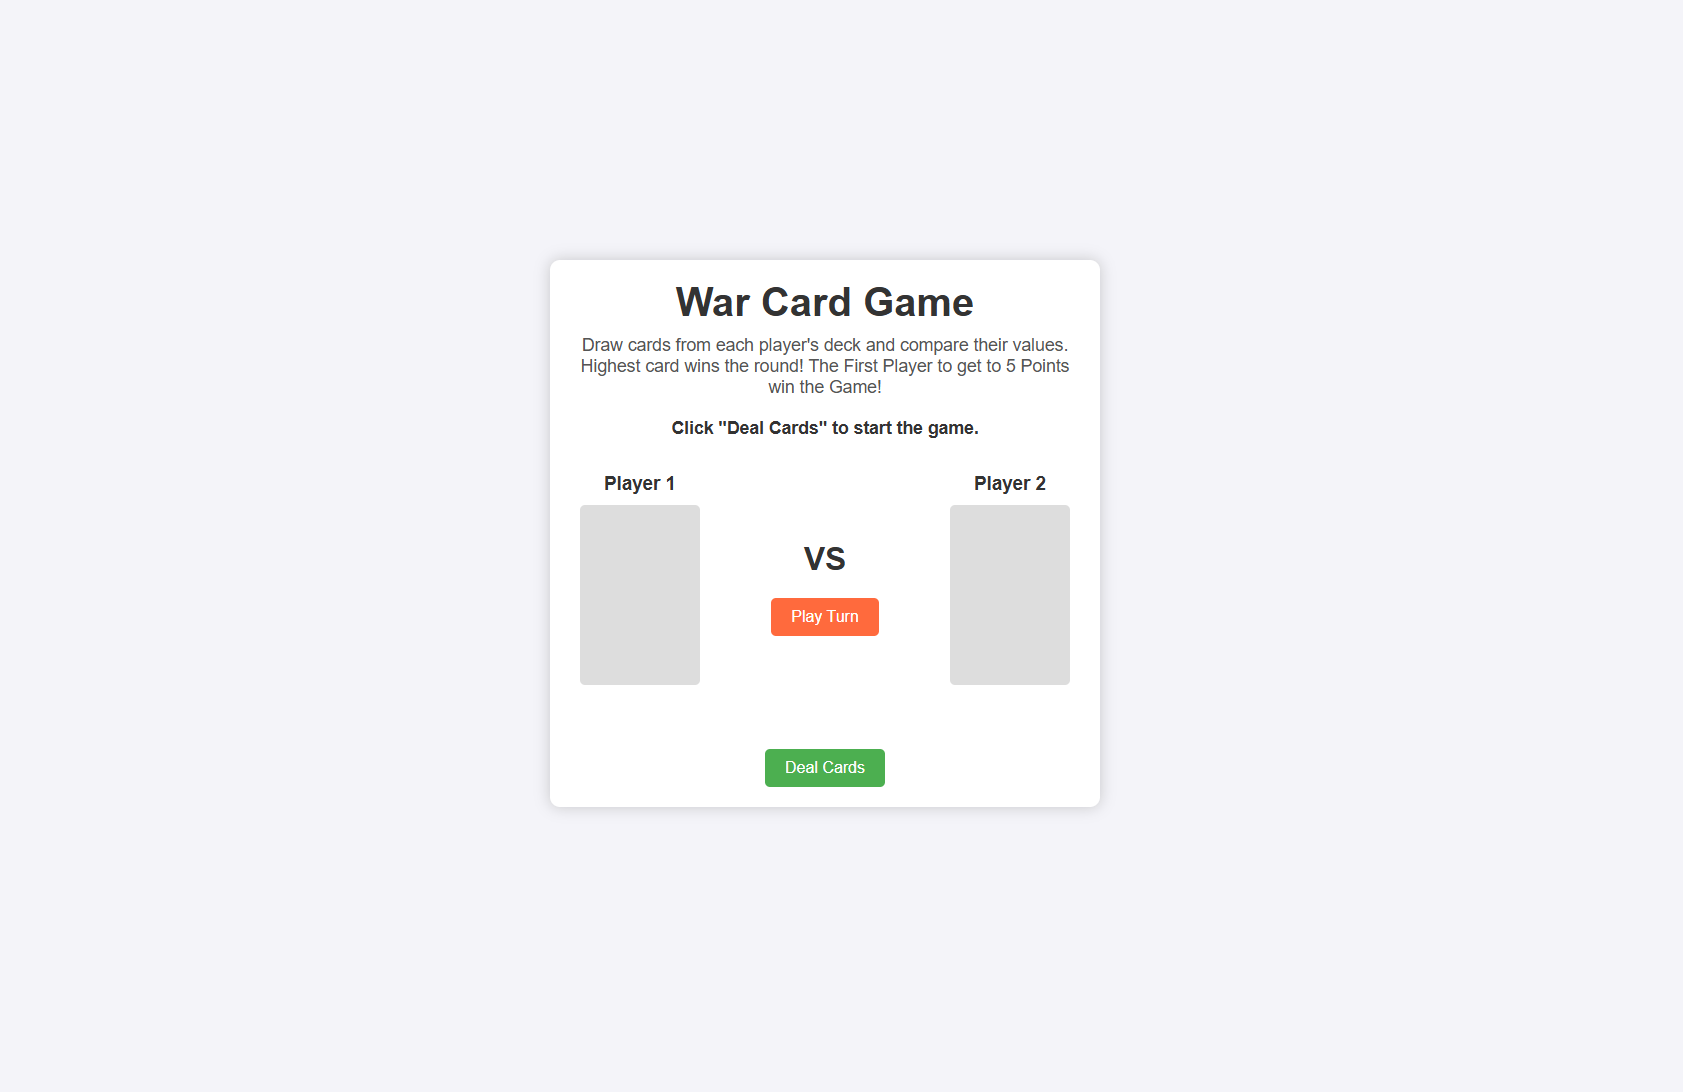 War Card Game
Draw cards from each player's deck and compare their values.
Highest card wins the round! The First Player to get to 5 Points
win the Game!
Click "Deal Cards" to start the game.
Player 1
Player 2
VS
Play Turn
Deal Cards